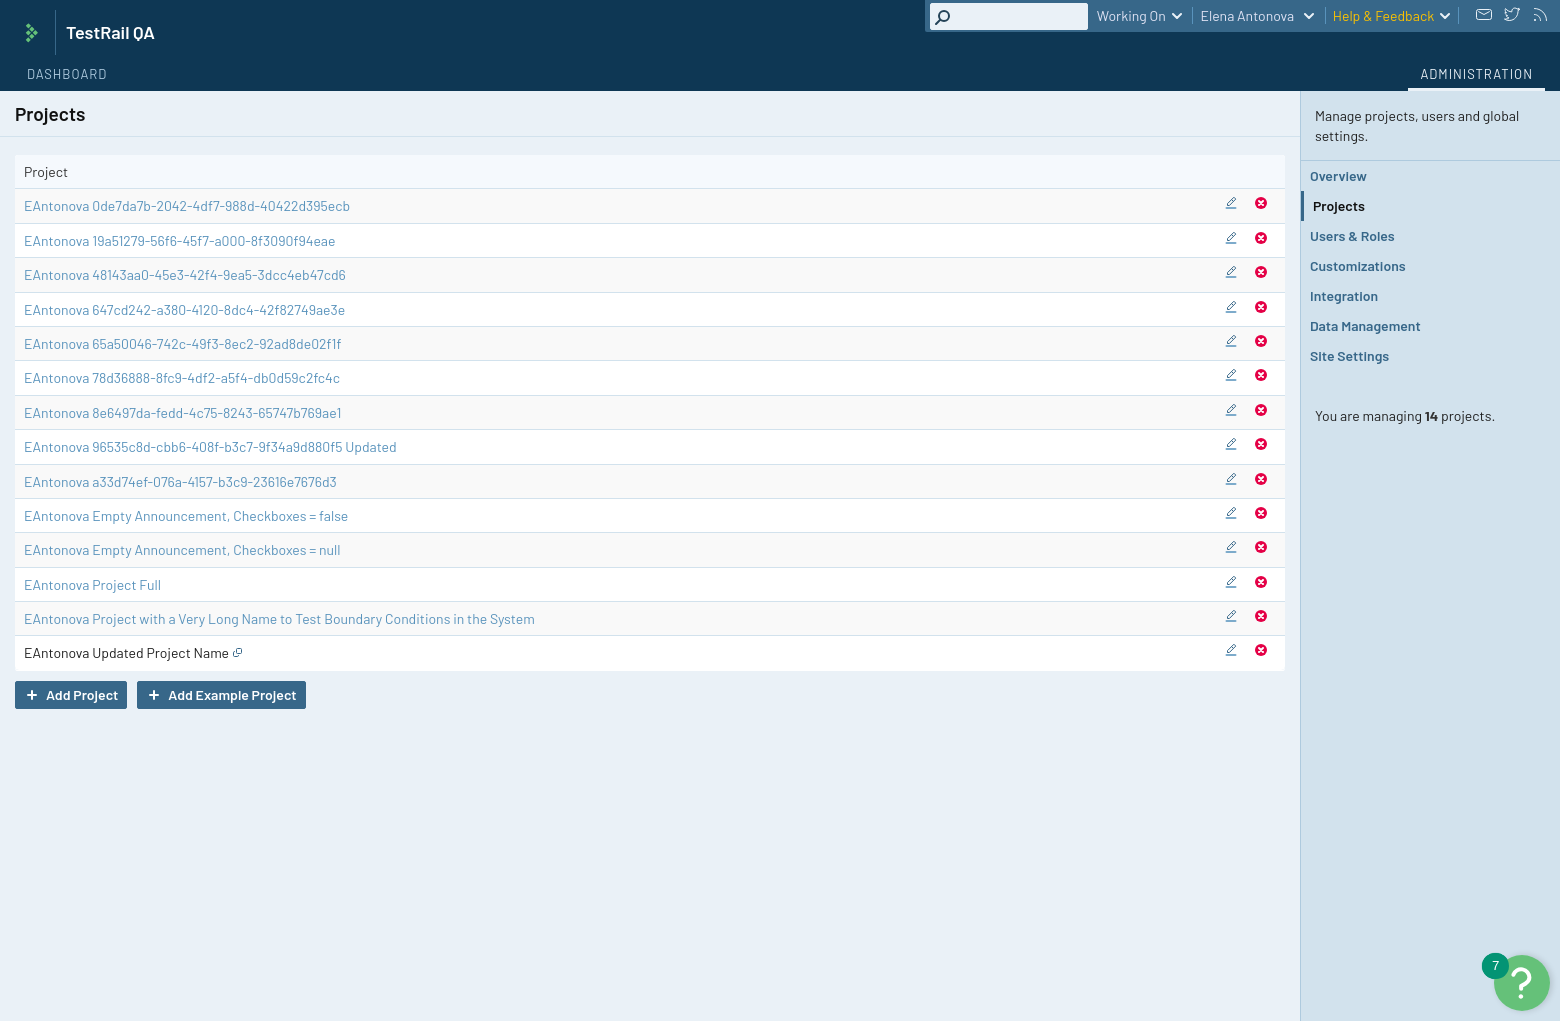 TestRail QA
Working On
Elena Antonova
Help & Feedback
DASHBOARD
ADMINISTRATION
Projects
Project
EAntonova 0de7da7b-2042-4df7-988d-40422d395ecb
EAntonova 19a51279-56f6-45f7-a000-8f3090f94eae
EAntonova 48143aa0-45e3-42f4-9ea5-3dcc4eb47cd6
EAntonova 647cd242-a380-4120-8dc4-42f82749ae3e
EAntonova 65a50046-742c-49f3-8ec2-92ad8de02f1f
EAntonova 78d36888-8fc9-4df2-a5f4-db0d59c2fc4c
EAntonova 8e6497da-fedd-4c75-8243-65747b769ae1
EAntonova 96535c8d-cbb6-408f-b3c7-9f34a9d880f5 Updated
EAntonova a33d74ef-076a-4157-b3c9-23616e7676d3
EAntonova Empty Announcement, Checkboxes = false
EAntonova Empty Announcement, Checkboxes = null
EAntonova Project Full
EAntonova Project with a Very Long Name to Test Boundary Conditions in the System
EAntonova Updated Project Name
Add Project
Add Example Project
Manage projects, users and global
settings.
Overview
Projects
Users & Roles
Customizations
Integration
Data Management
Site Settings
You are managing 14 projects.
7
?